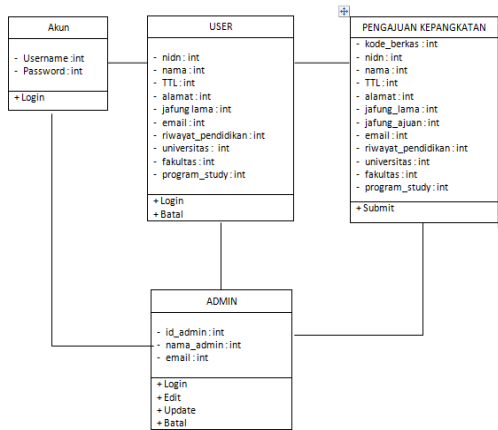 Akun
- Username :int
- Password : int
+ Login
USER
- nidn : int
- nama : int
- TTL : int
- alamat : int
- jafung lama : int
- email : int
- riwayat_pendidikan : int
- universitas : int
- fakultas : int
- program_study : int
+ Login
+ Batal
PENGAJUAN KEPANGKATAN
- kode_berkas : int
- nidn : int
- nama : int
- TTL : int
- alamat : int
- jafung_lama : int
- jafung_ajuan : int
- email : int
- riwayat_pendidikan : int
- universitas : int
- fakultas : int
- program_study : int
+ Submit
ADMIN
- id_admin : int
- nama_admin : int
- email : int
+ Login
+ Edit
+ Update
+ Batal